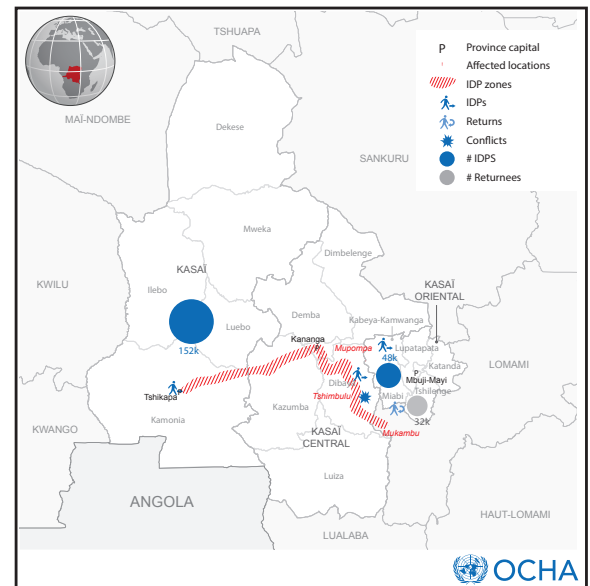 TSHUAPA
MAÏ-NDOMBE
Dekese
SANKURU
P Province capital
Affected locations
IDP zones
IDPs
Returns
Conflicts
# IDPS
# Returnees
Mweka
Dimbelenge
KASAÏ
KWILU
Ilebo
KASAÏ
ORIENTAL
Luebo
Demba
Kabeya-Kamwanga
Kananga
P
Mupompa
Lupatapata
152k
48k
LOMAMI
Katanda
P
Mbuji-Mayi
Tshikapa
Dibaya
Tshilenge
Tshimbulu
Miabi
Kazumba
32k
Kamonia
KWANGO
KASAÏ
CENTRAL
Mukambu
Luiza
ANGOLA
HAUT-LOMAMI
LUALABA
OCHA